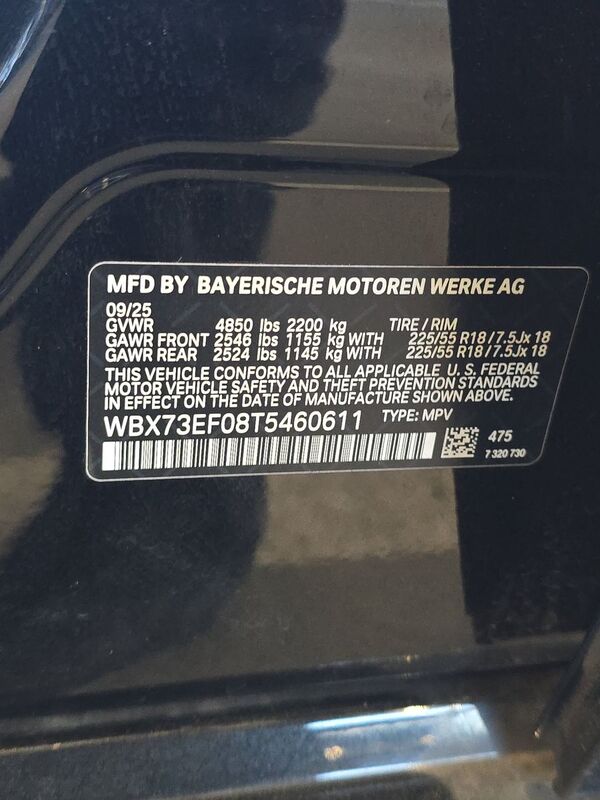 MFD BY BAYERISCHE MOTOREN WERKE AG
09/25
GVWR 4850 lbs 2200 kg TIRE / RIM
GAWR FRONT 2546 lbs 1155 kg WITH 225/55 R18 / 7.5Jx 18
GAWR REAR 2524 lbs 1145 kg WITH 225/55 R18 / 7.5Jx 18
THIS VEHICLE CONFORMS TO ALL APPLICABLE U. S. FEDERAL
MOTOR VEHICLE SAFETY AND THEFT PREVENTION STANDARDS
IN EFFECT ON THE DATE OF MANUFACTURE SHOWN ABOVE.
WBX73EF08T5460611 TYPE: MPV
475
7 320 730